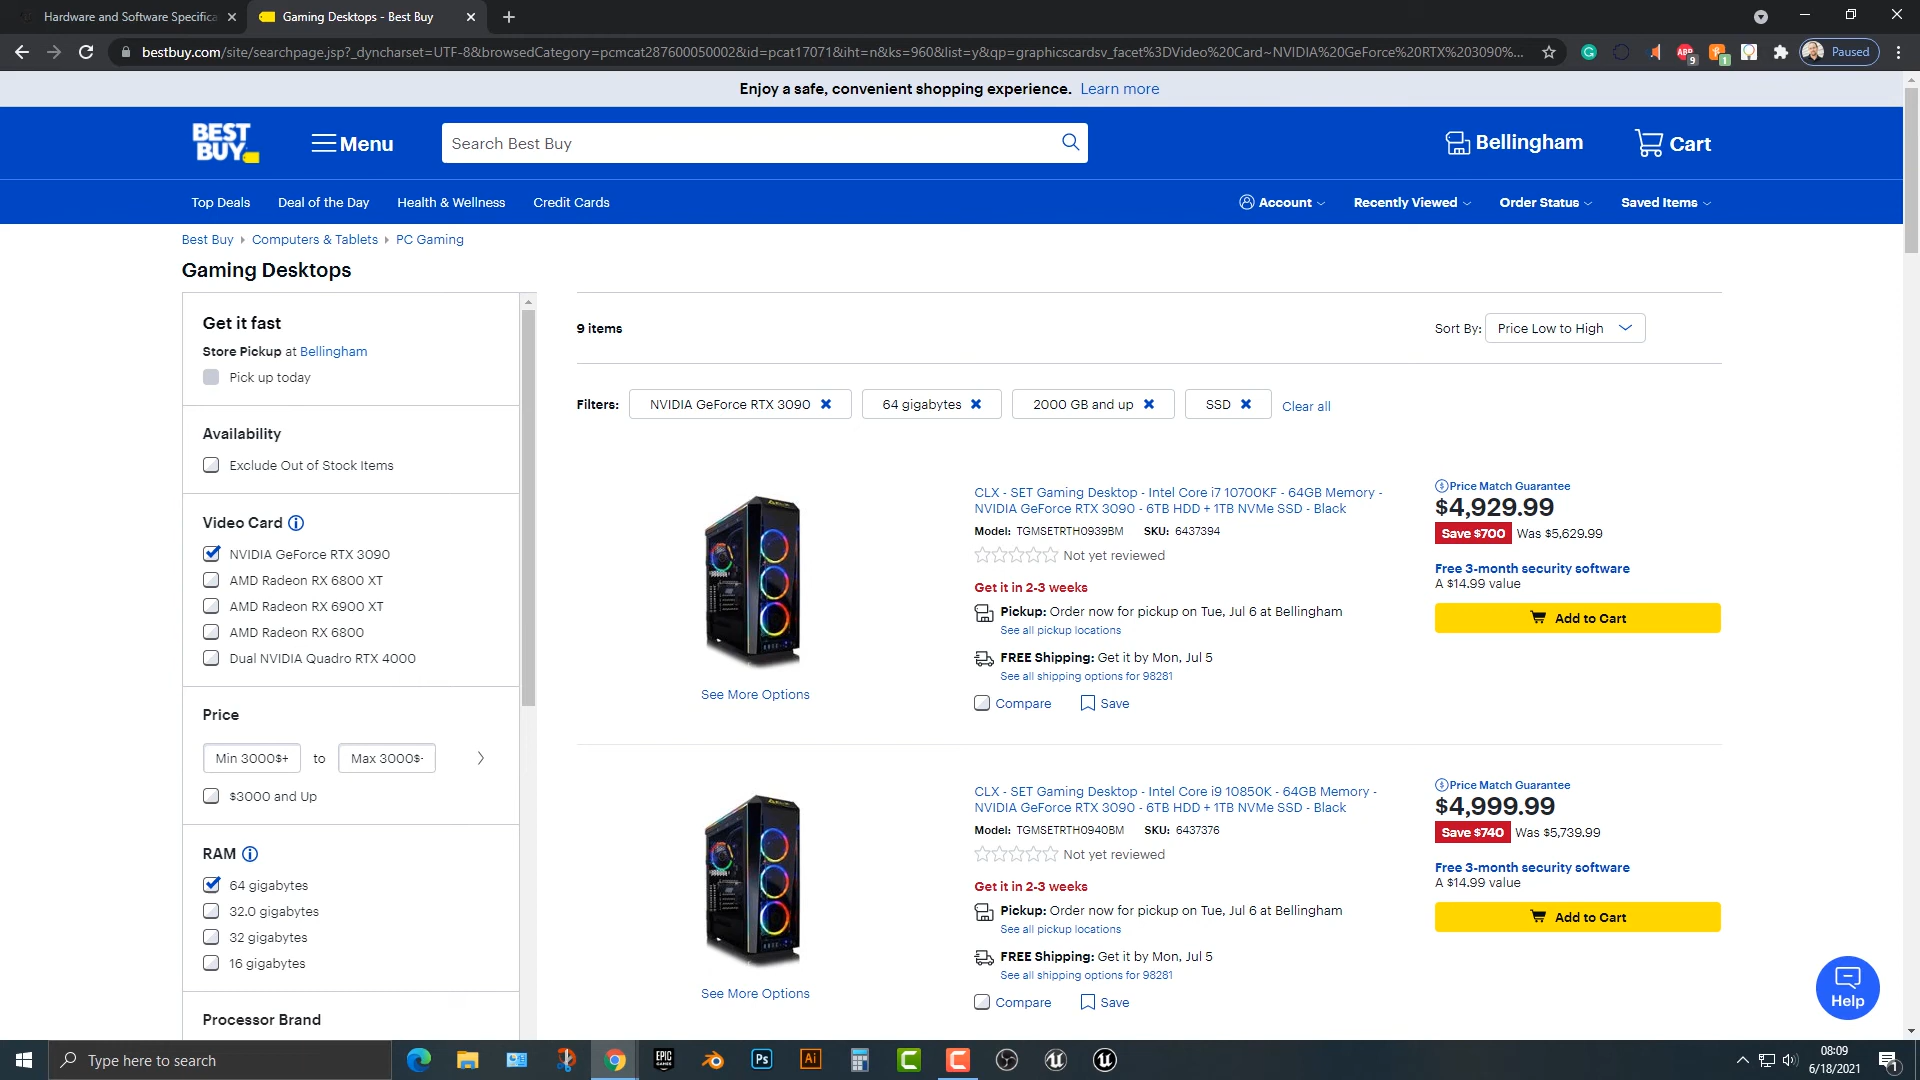 Hardware and Software Specifica
Gaming Desktops - Best Buy
bestbuy.com/site/searchpage.jsp?_dyncharset=UTF-8&browsedCategory=pcmcat287600050002&id=pcat17071&iht=n&ks=960&list=y&qp=graphicscardsv_facet%3DVideo%20Card~NVIDIA%20GeForce%20RTX%203090%...
ABP
9
1
Paused
Enjoy a safe, convenient shopping experience. Learn more
BEST BUY
Menu
Search Best Buy
Bellingham
Cart
Top Deals
Deal of the Day
Health & Wellness
Credit Cards
Account
Recently Viewed
Order Status
Saved Items
Best Buy
Computers & Tablets
PC Gaming
Gaming Desktops
Get it fast
Store Pickup at Bellingham
Pick up today
Availability
Exclude Out of Stock Items
Video Card
NVIDIA GeForce RTX 3090
AMD Radeon RX 6800 XT
AMD Radeon RX 6900 XT
AMD Radeon RX 6800
Dual NVIDIA Quadro RTX 4000
Price
Min 3000$+ to Max 3000$-
$3000 and Up
RAM
64 gigabytes
32.0 gigabytes
32 gigabytes
16 gigabytes
Processor Brand
9 items
Sort By: Price Low to High
Filters: NVIDIA GeForce RTX 3090 64 gigabytes 2000 GB and up SSD Clear all
See More Options
CLX - SET Gaming Desktop - Intel Core i7 10700KF - 64GB Memory -
NVIDIA GeForce RTX 3090 - 6TB HDD + 1TB NVMe SSD - Black
Model: TGMSETRTH0939BM SKU: 6437394
Not yet reviewed
Get it in 2-3 weeks
Pickup: Order now for pickup on Tue, Jul 6 at Bellingham
See all pickup locations
FREE Shipping: Get it by Mon, Jul 5
See all shipping options for 98281
Compare
Save
Price Match Guarantee
$4,929.99
Save $700 Was $5,629.99
Free 3-month security software
A $14.99 value
Add to Cart
See More Options
CLX - SET Gaming Desktop - Intel Core i9 10850K - 64GB Memory -
NVIDIA GeForce RTX 3090 - 6TB HDD + 1TB NVMe SSD - Black
Model: TGMSETRTH0940BM SKU: 6437376
Not yet reviewed
Get it in 2-3 weeks
Pickup: Order now for pickup on Tue, Jul 6 at Bellingham
See all pickup locations
FREE Shipping: Get it by Mon, Jul 5
See all shipping options for 98281
Compare
Save
Price Match Guarantee
$4,999.99
Save $740 Was $5,739.99
Free 3-month security software
A $14.99 value
Add to Cart
Help
Type here to search
EPIC GAMES
Ps
Ai
08:09
6/18/2021
1